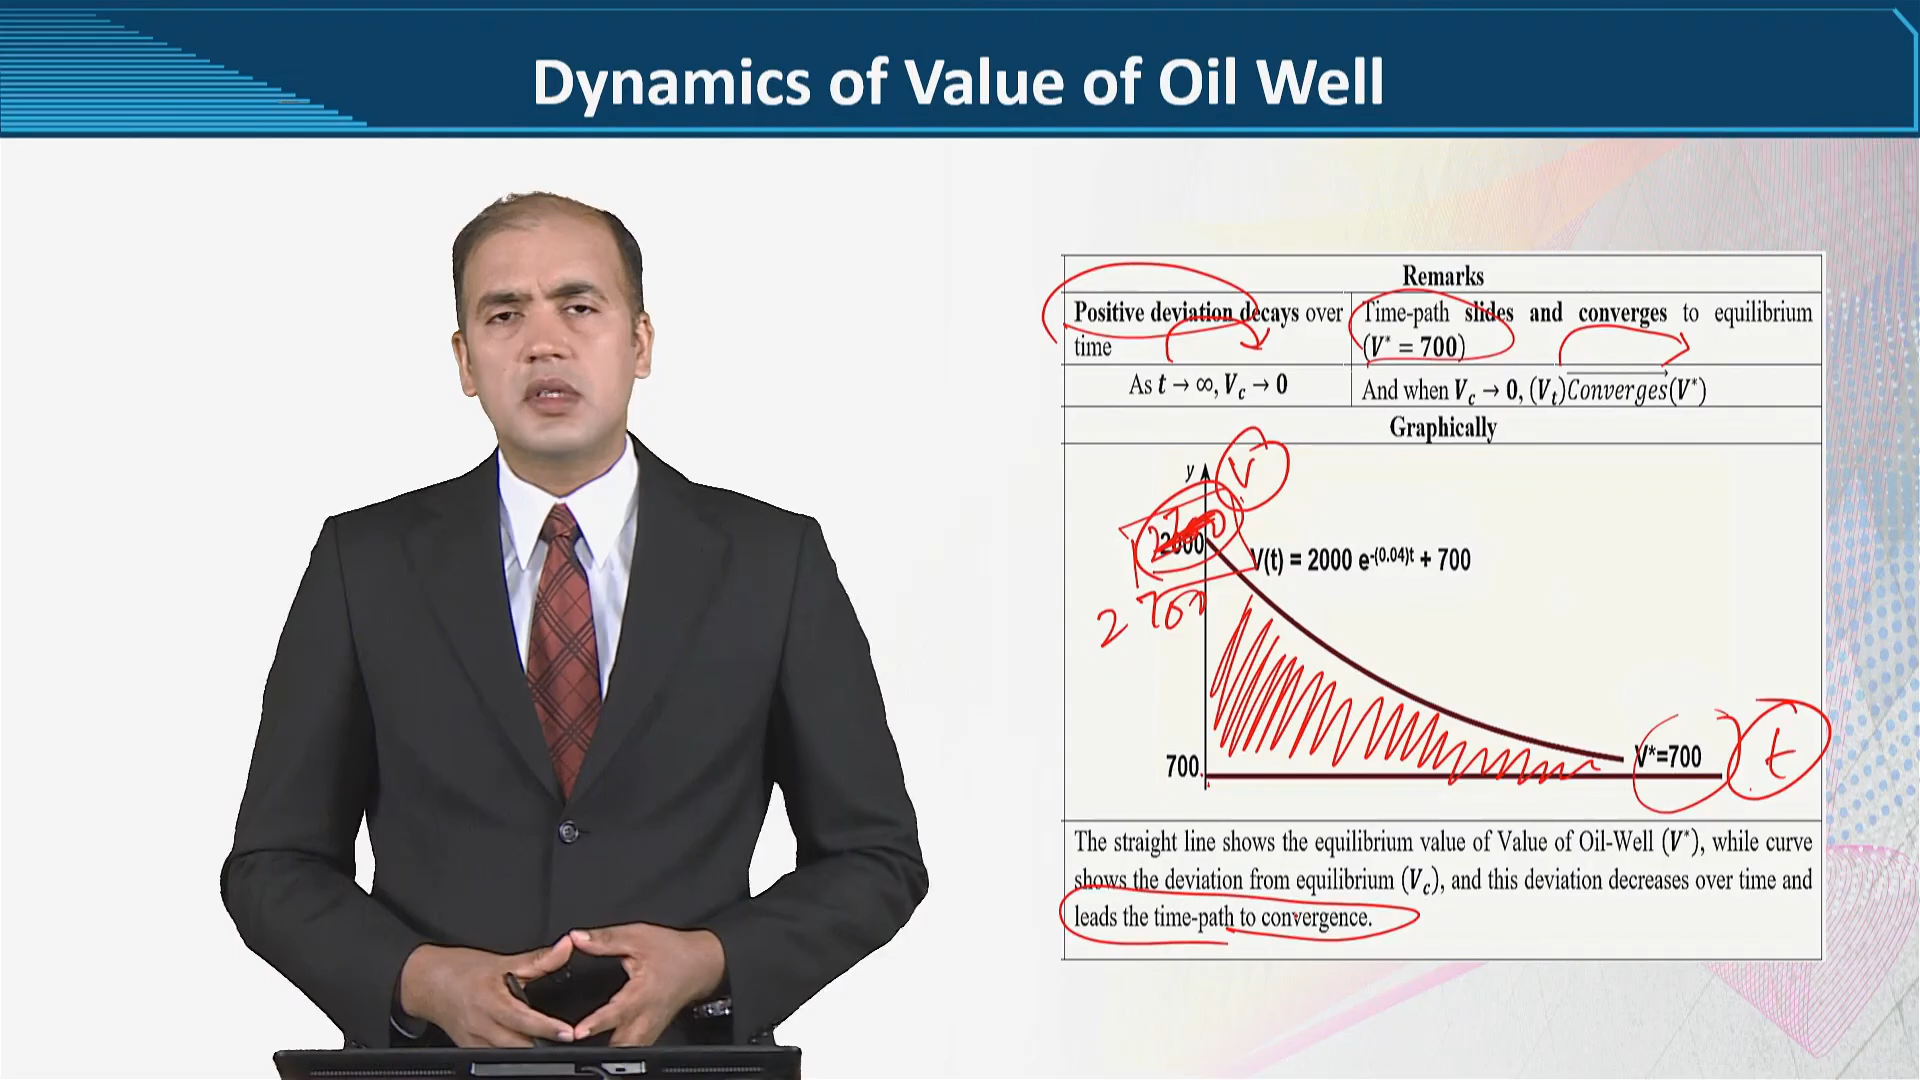 Dynamics of Value of Oil Well
Remarks
Positive deviation decays over time
Time-path slides and converges to equilibrium (V* = 700)
As t → ∞, V_c → 0
And when V_c → 0, (V_t) Converges (V*)
Graphically
y
V
2000
V(t) = 2000 e^-(0.04)t + 700
2700
V*=700
t
700
The straight line shows the equilibrium value of Value of Oil-Well (V*), while curve
shows the deviation from equilibrium (V_c), and this deviation decreases over time and
leads the time-path to convergence.